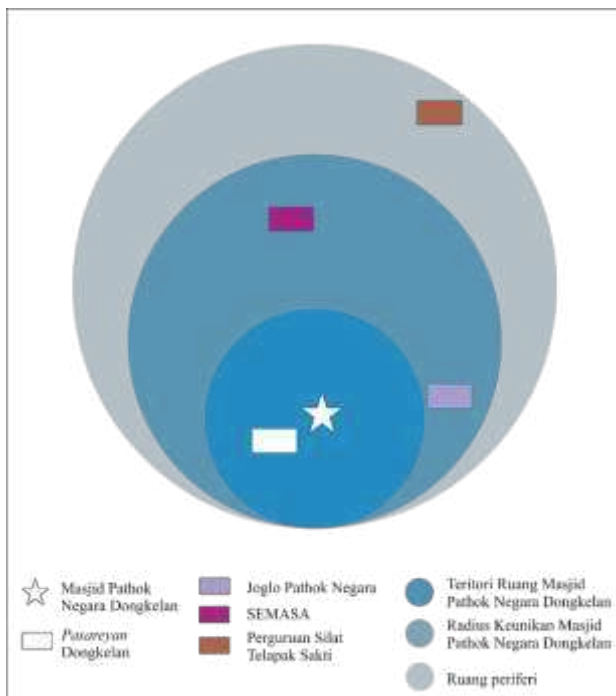 Masjid Pathok
Negara Dongkelan
Pasareyan
Dongkelan
Joglo Pathok Negara
SEMASA
Perguruan Silat
Telapak Sakti
Teritori Ruang Masjid
Pathok Negara Dongkelan
Radius Keunikan Masjid
Pathok Negara Dongkelan
Ruang periferi